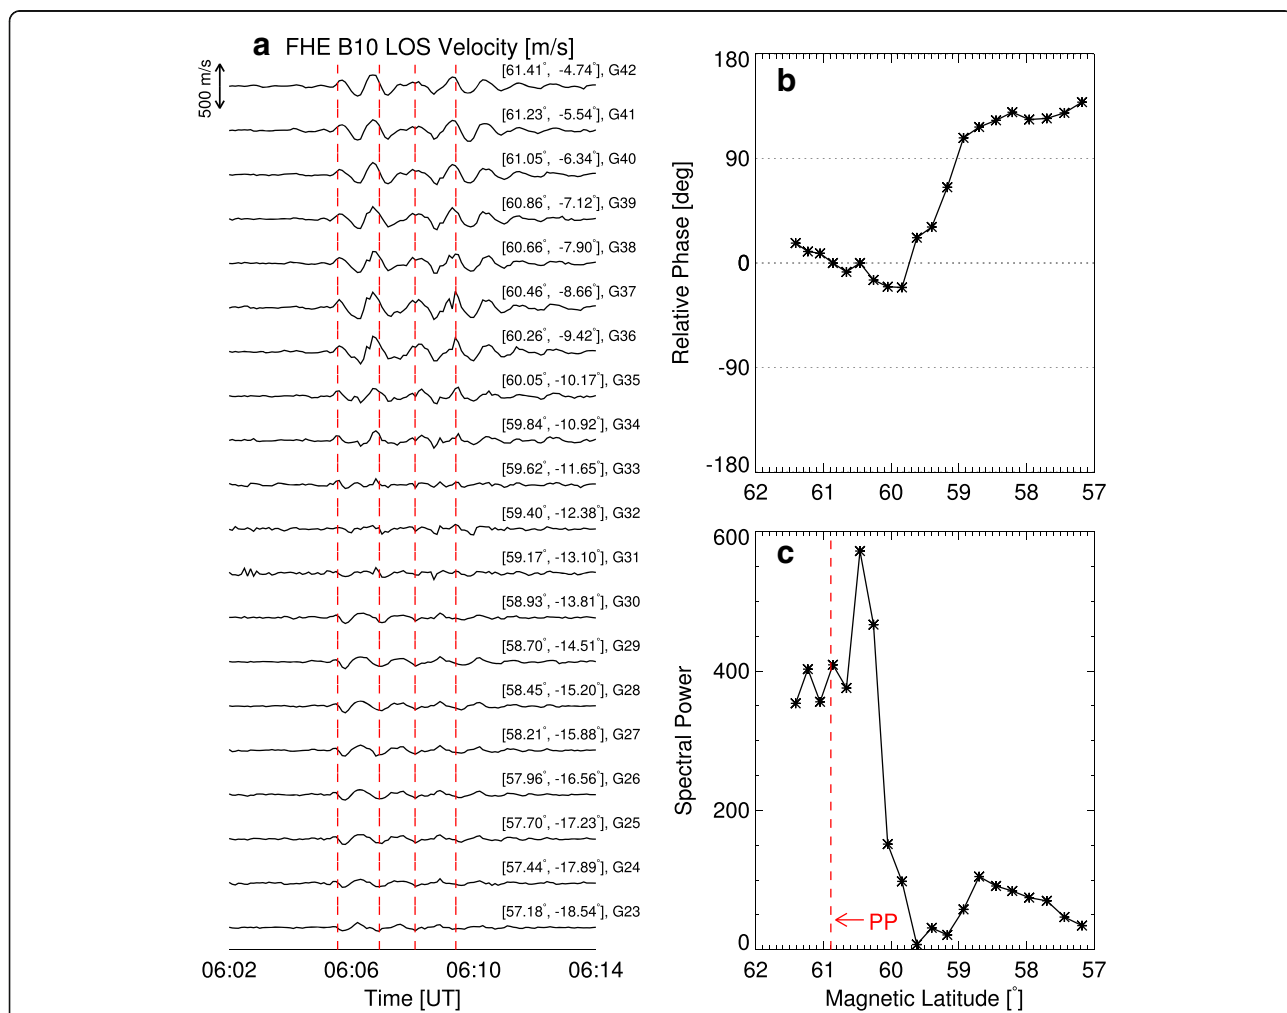 a FHE B10 LOS Velocity [m/s]
500 m/s
[61.41°, -4.74°], G42
[61.23°, -5.54°], G41
[61.05°, -6.34°], G40
[60.86°, -7.12°], G39
[60.66°, -7.90°], G38
[60.46°, -8.66°], G37
[60.26°, -9.42°], G36
[60.05°, -10.17°], G35
[59.84°, -10.92°], G34
[59.62°, -11.65°], G33
[59.40°, -12.38°], G32
[59.17°, -13.10°], G31
[58.93°, -13.81°], G30
[58.70°, -14.51°], G29
[58.45°, -15.20°], G28
[58.21°, -15.88°], G27
[57.96°, -16.56°], G26
[57.70°, -17.23°], G25
[57.44°, -17.89°], G24
[57.18°, -18.54°], G23
06:02 06:06 06:10 06:14
Time [UT]
b
Relative Phase [deg]
180
90
0
-90
-180
62 61 60 59 58 57
c
Spectral Power
600
400
200
0
PP
62 61 60 59 58 57
Magnetic Latitude [°]